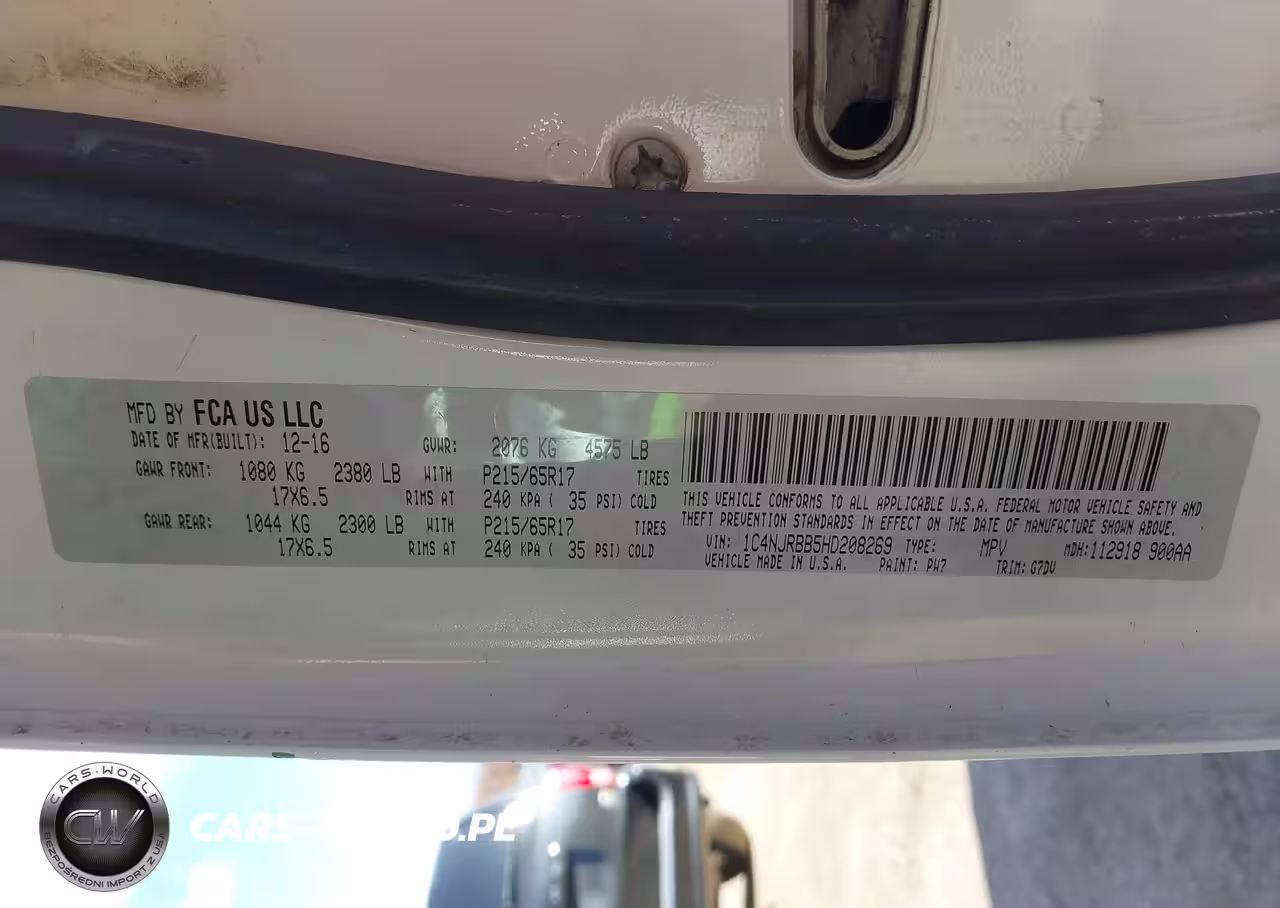 MFD BY FCA US LLC
DATE OF MFR(BUILT): 12-16 GVWR: 2076 KG 4575 LB
GAWR FRONT: 1080 KG 2380 LB WITH P215/65R17 TIRES
17X6.5 RIMS AT 240 KPA ( 35 PSI) COLD
GAWR REAR: 1044 KG 2300 LB WITH P215/65R17 TIRES
17X6.5 RIMS AT 240 KPA ( 35 PSI) COLD
THIS VEHICLE CONFORMS TO ALL APPLICABLE U.S.A. FEDERAL MOTOR VEHICLE SAFETY AND
THEFT PREVENTION STANDARDS IN EFFECT ON THE DATE OF MANUFACTURE SHOWN ABOVE.
VIN: 1C4NJRBB5HD208269 TYPE: MPV MDH:112918 900AA
VEHICLE MADE IN U.S.A. PAINT: PW7 TRIM: G7DV
CARS-WORLD
CW
BEZPOŚREDNI IMPORT Z USA